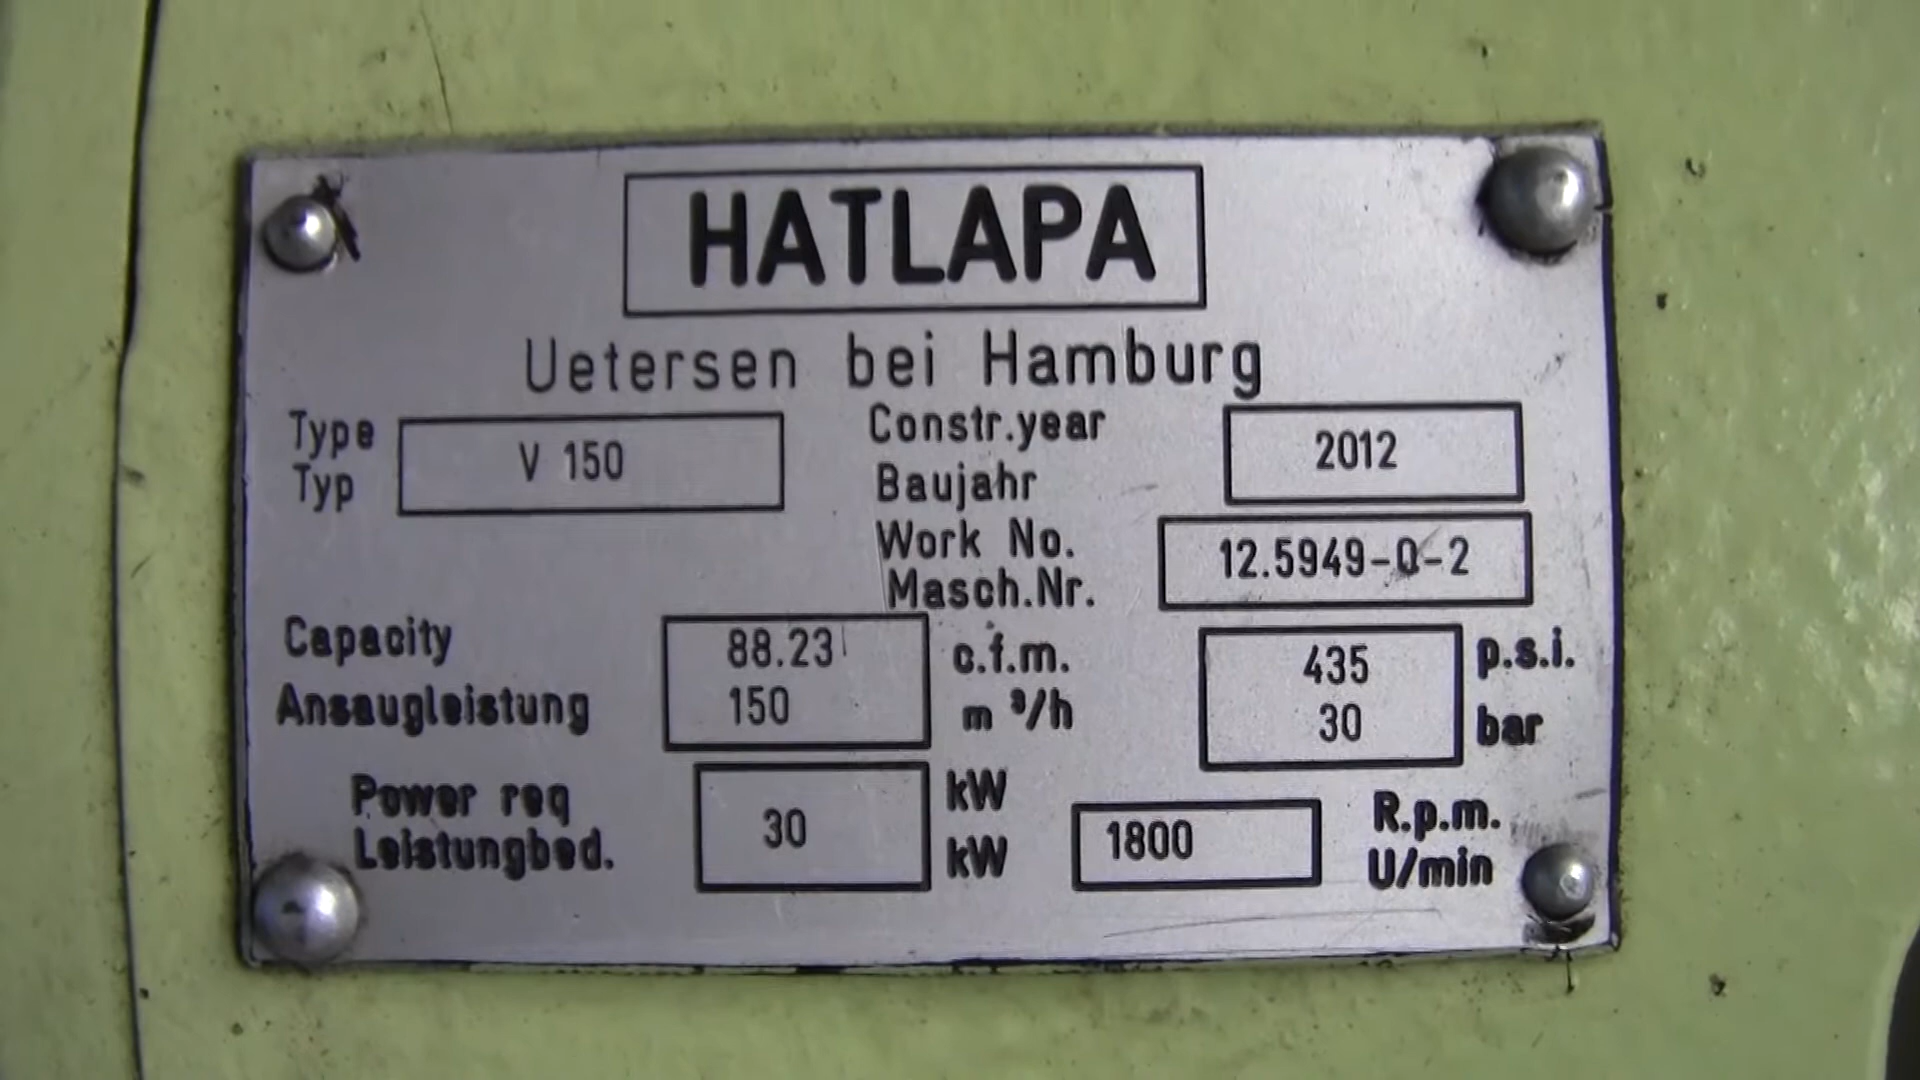 HATLAPA
Uetersen bei Hamburg
Type
Typ
V 150
Constr.year
Baujahr
2012
Work No.
Masch.Nr.
12.5949-0-2
Capacity
Ansaugleistung
88.23 c.f.m.
150 m³/h
435 p.s.i.
30 bar
Power req
Leistungbed.
30
kW
kW
1800
R.p.m.
U/min